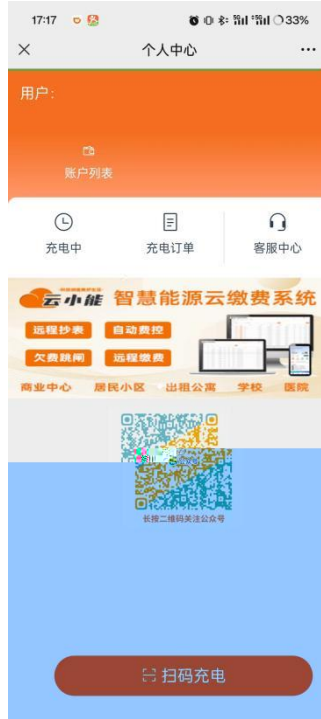 17:17
33%
个人中心
用户:
账户列表
充电中
充电订单
客服中心
云小能
智慧能源云缴费系统
远程抄表
自动费控
欠费跳闸
远程缴费
商业中心 居民小区 出租公寓 学校 医院
长按二维码关注公众号
扫码充电